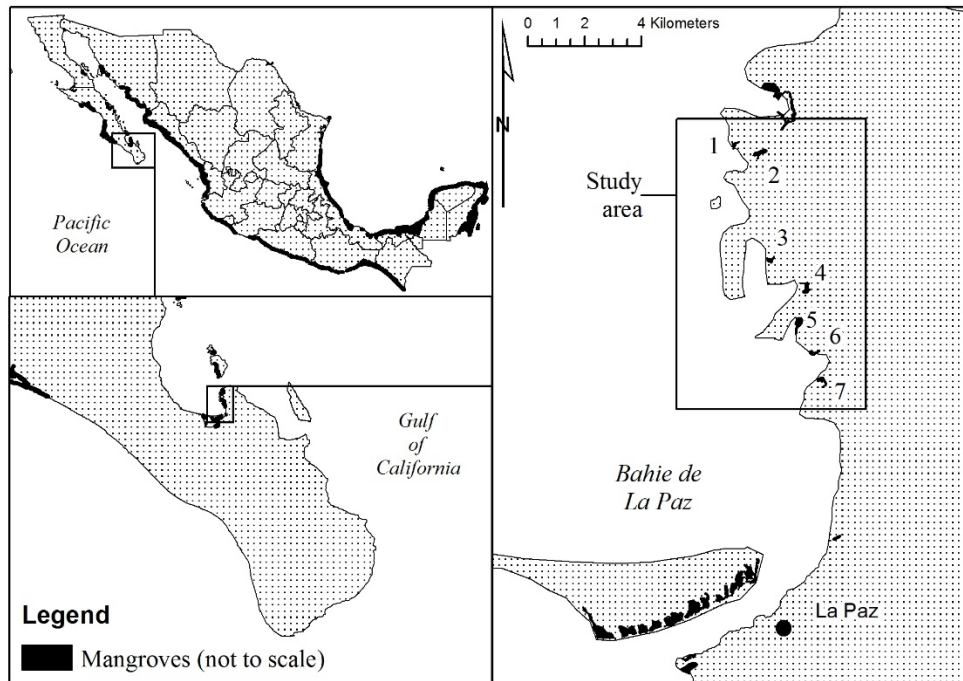 Pacific
Ocean
Gulf
of
California
Legend
Mangroves (not to scale)
0 2 4 Kilometers
N
Study
area
1
2
3
4
5
6
7
Bahie de
La Paz
La Paz